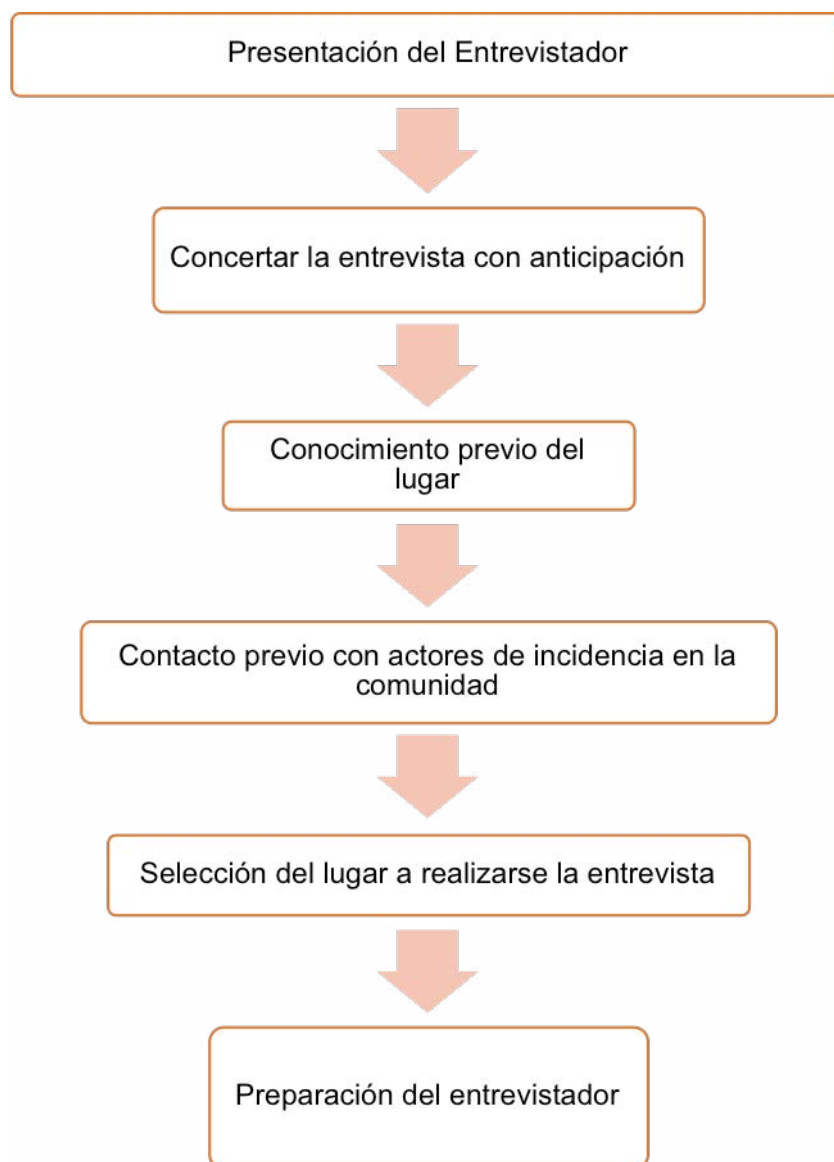 Presentación del Entrevistador
Concertar la entrevista con anticipación
Conocimiento previo del
lugar
Contacto previo con actores de incidencia en la
comunidad
Selección del lugar a realizarse la entrevista
Preparación del entrevistador